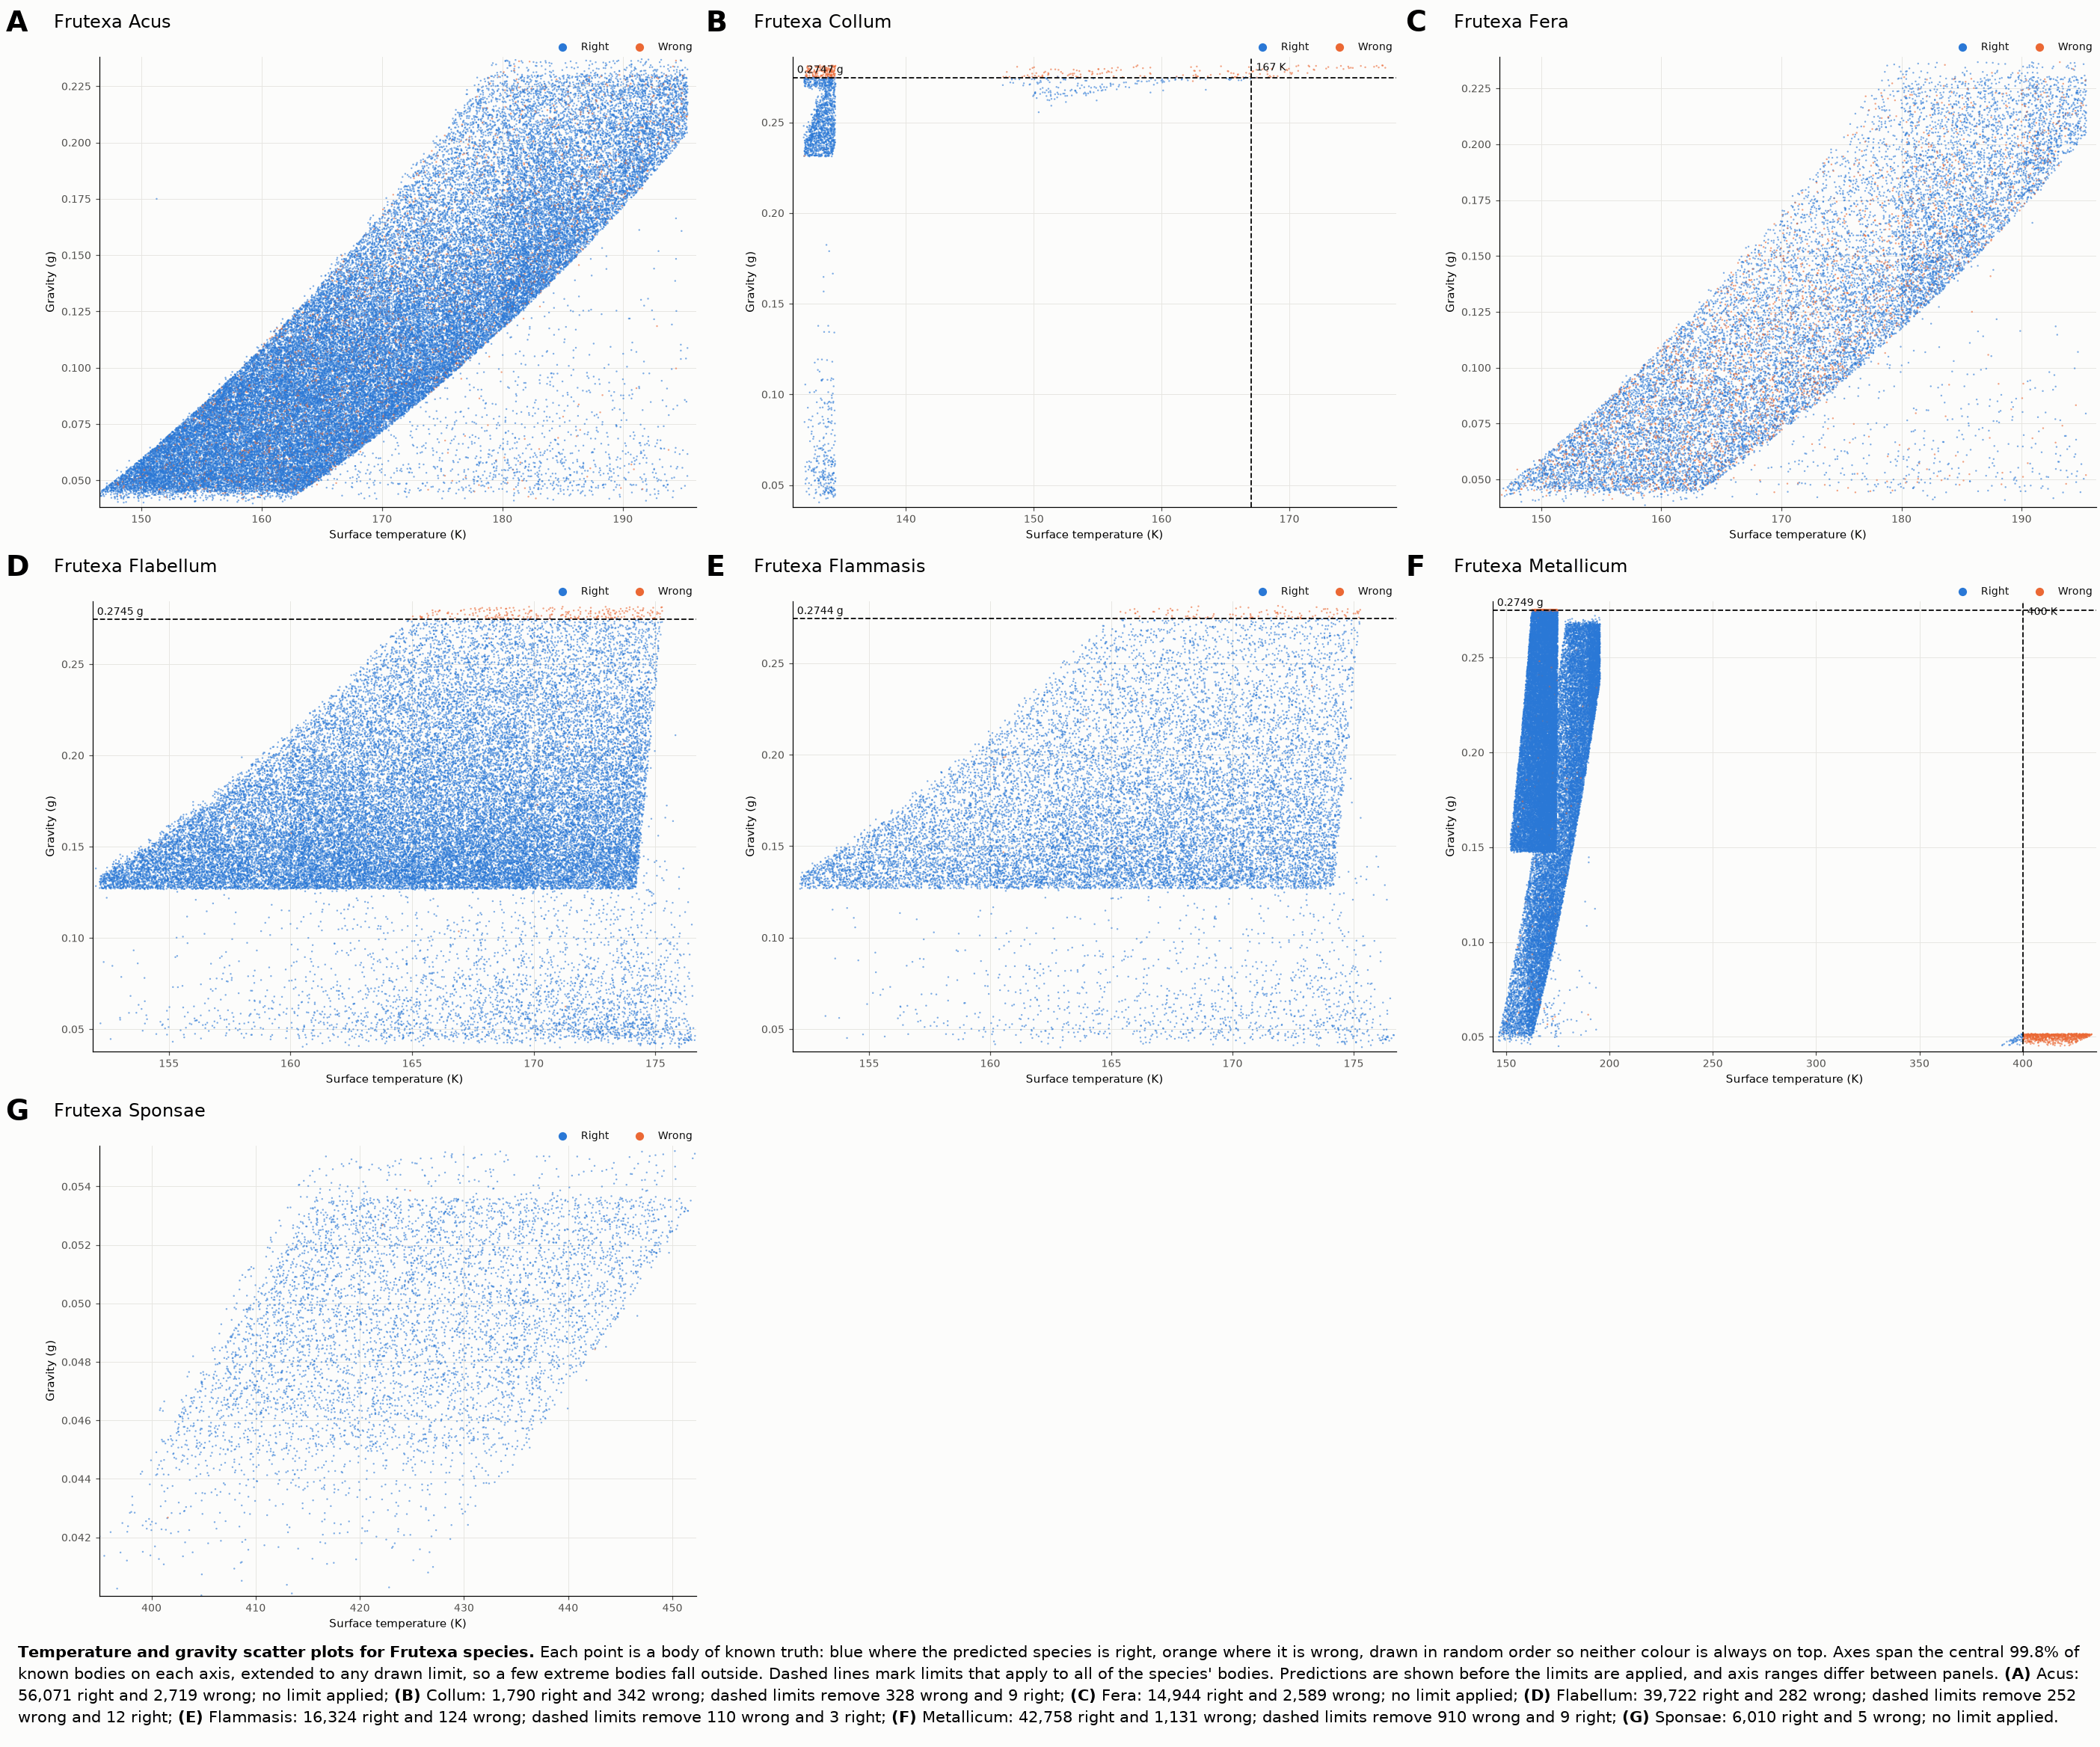 A Frutexa Acus
Right Wrong
0.225
0.200
0.175
0.150
0.125
0.100
0.075
0.050
Gravity (g)
150 160 170 180 190
Surface temperature (K)
B Frutexa Collum
Right Wrong
0.2747 g
167 K
0.25
0.20
0.15
0.10
0.05
Gravity (g)
140 150 160 170
Surface temperature (K)
C Frutexa Fera
Right Wrong
0.225
0.200
0.175
0.150
0.125
0.100
0.075
0.050
Gravity (g)
150 160 170 180 190
Surface temperature (K)
D Frutexa Flabellum
Right Wrong
0.2745 g
0.25
0.20
0.15
0.10
0.05
Gravity (g)
155 160 165 170 175
Surface temperature (K)
E Frutexa Flammasis
Right Wrong
0.2744 g
0.25
0.20
0.15
0.10
0.05
Gravity (g)
155 160 165 170 175
Surface temperature (K)
F Frutexa Metallicum
Right Wrong
0.2749 g
400 K
0.25
0.20
0.15
0.10
0.05
Gravity (g)
150 200 250 300 350 400
Surface temperature (K)
G Frutexa Sponsae
Right Wrong
0.054
0.052
0.050
0.048
0.046
0.044
0.042
Gravity (g)
400 410 420 430 440 450
Surface temperature (K)
Temperature and gravity scatter plots for Frutexa species. Each point is a body of known truth: blue where the predicted species is right, orange where it is wrong, drawn in random order so neither colour is always on top. Axes span the central 99.8% of
known bodies on each axis, extended to any drawn limit, so a few extreme bodies fall outside. Dashed lines mark limits that apply to all of the species' bodies. Predictions are shown before the limits are applied, and axis ranges differ between panels. (A) Acus:
56,071 right and 2,719 wrong; no limit applied; (B) Collum: 1,790 right and 342 wrong; dashed limits remove 328 wrong and 9 right; (C) Fera: 14,944 right and 2,589 wrong; no limit applied; (D) Flabellum: 39,722 right and 282 wrong; dashed limits remove 252
wrong and 12 right; (E) Flammasis: 16,324 right and 124 wrong; dashed limits remove 110 wrong and 3 right; (F) Metallicum: 42,758 right and 1,131 wrong; dashed limits remove 910 wrong and 9 right; (G) Sponsae: 6,010 right and 5 wrong; no limit applied.